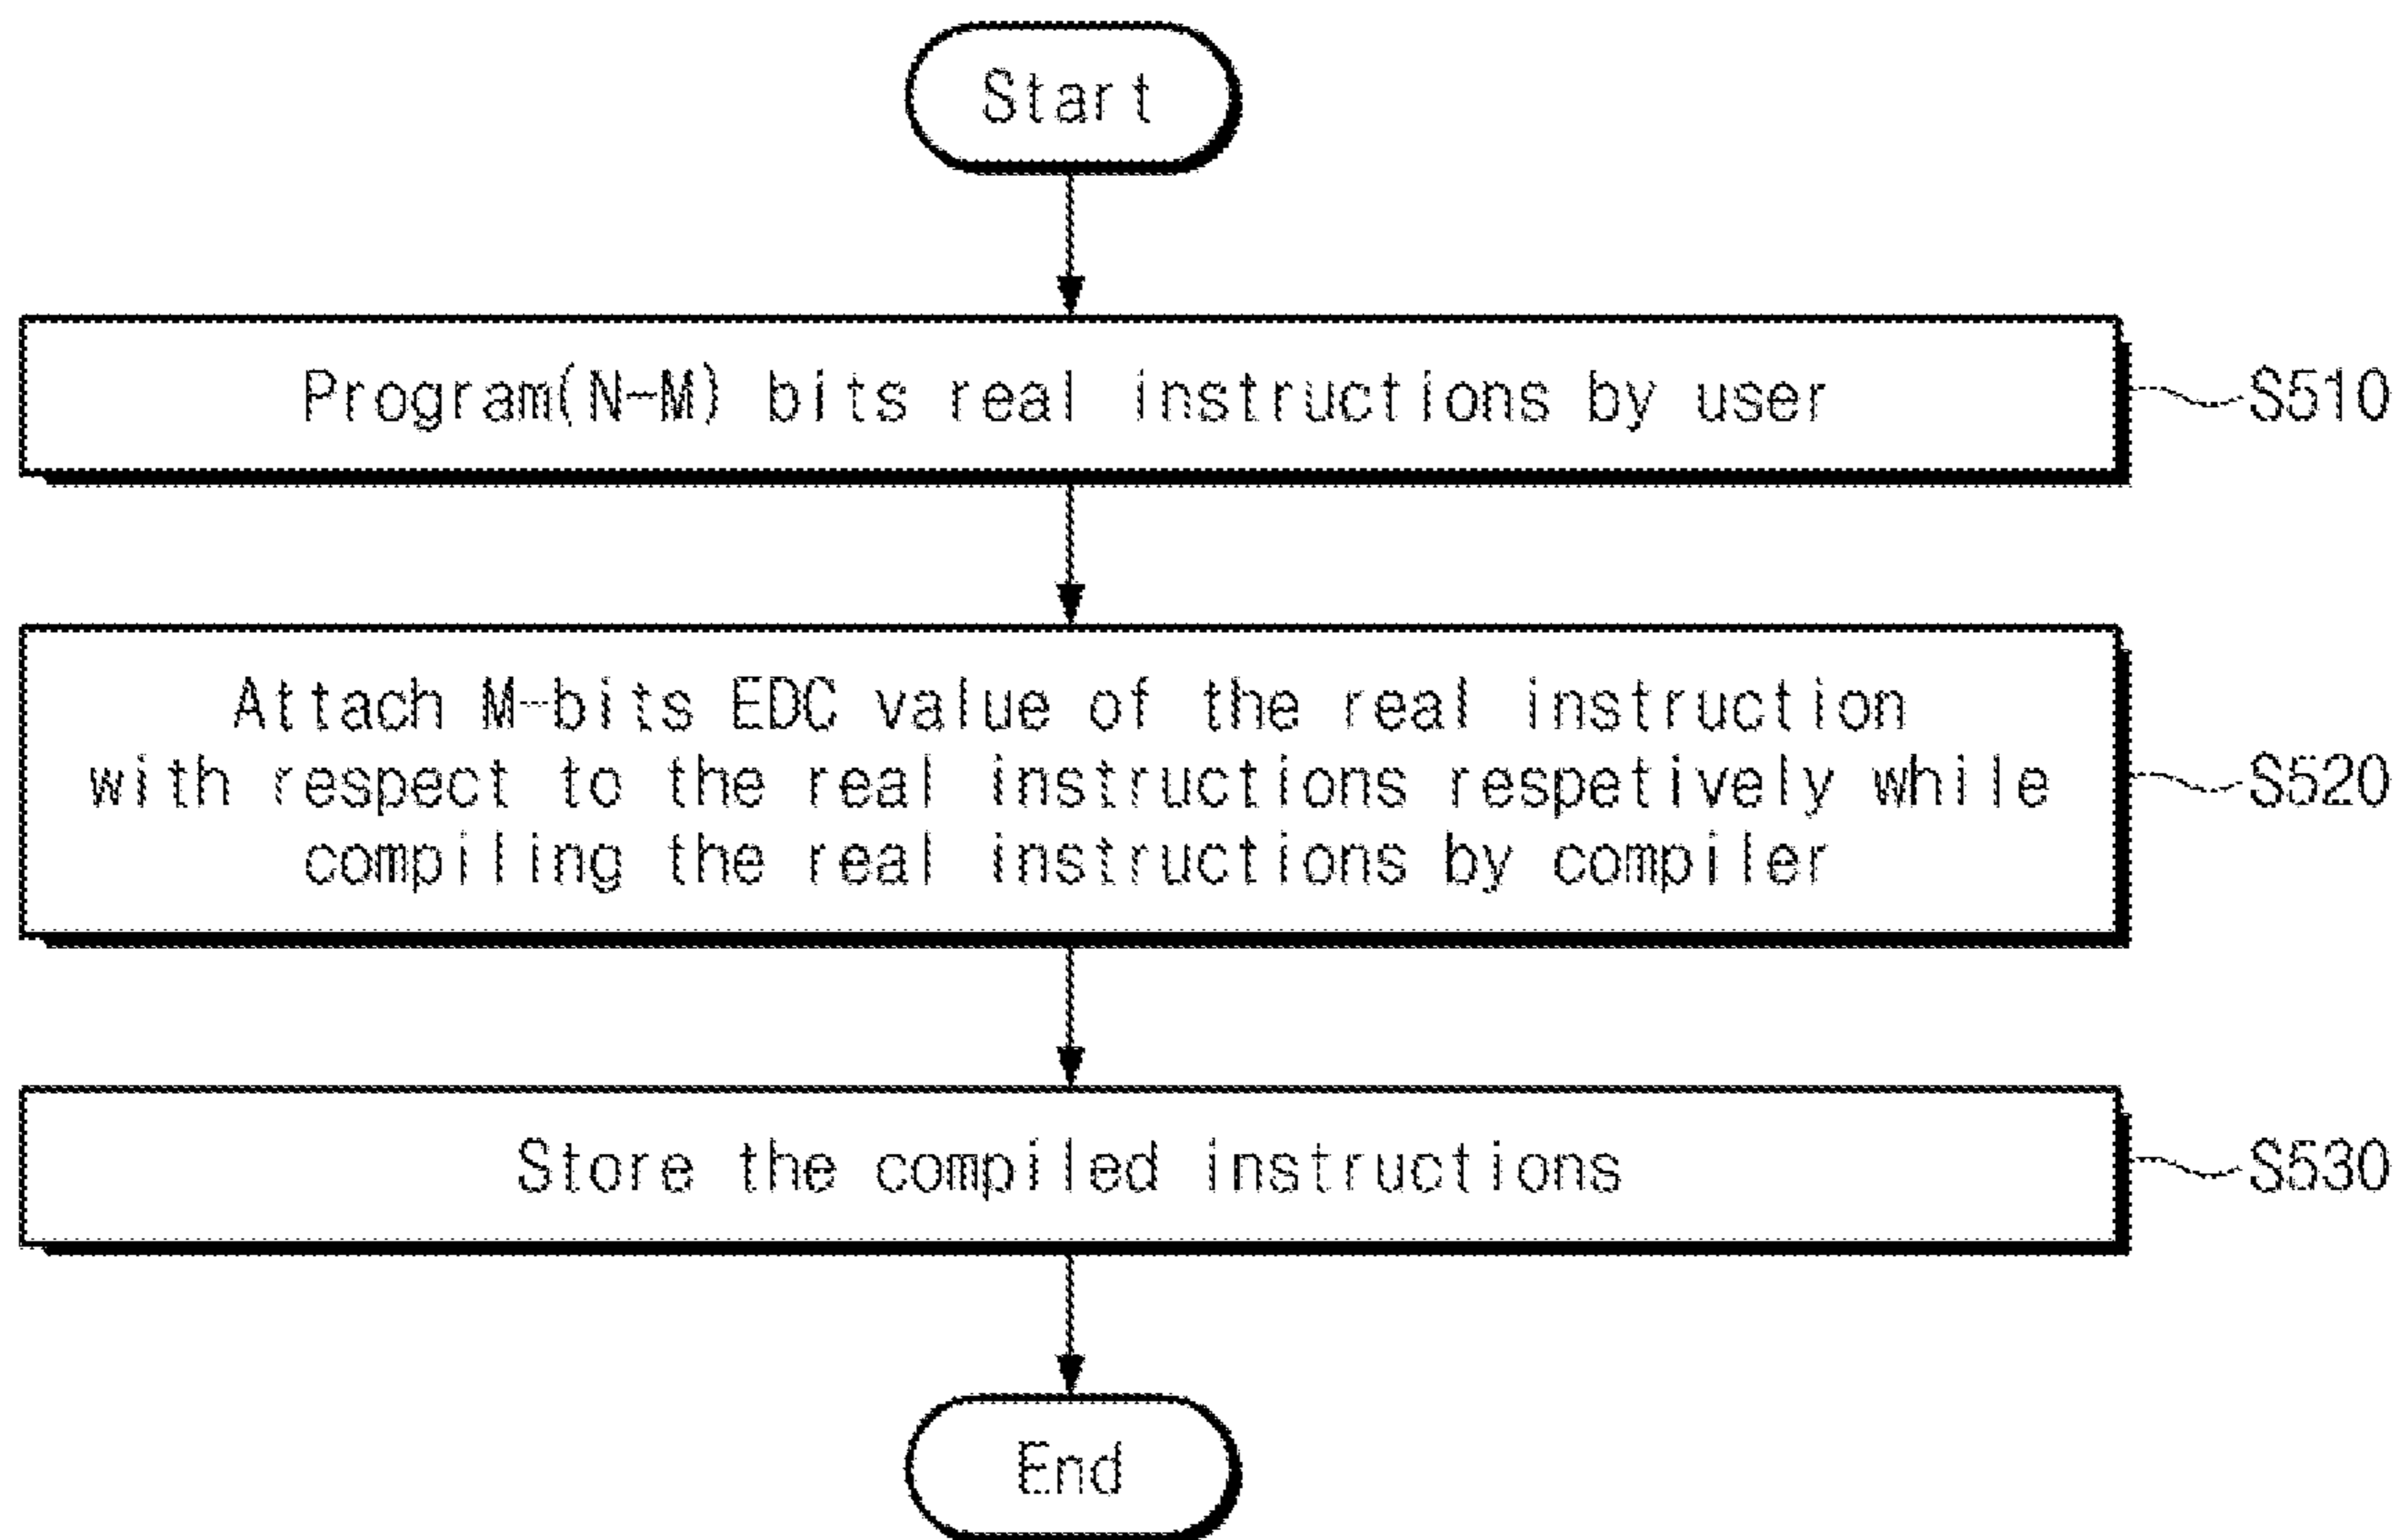 Start
Program(N-M) bits real instructions by user
S510
Attach M-bits EDC value of the real instruction
with respect to the real instructions respetively while
compiling the real instructions by compiler
S520
Store the compiled instructions
S530
End